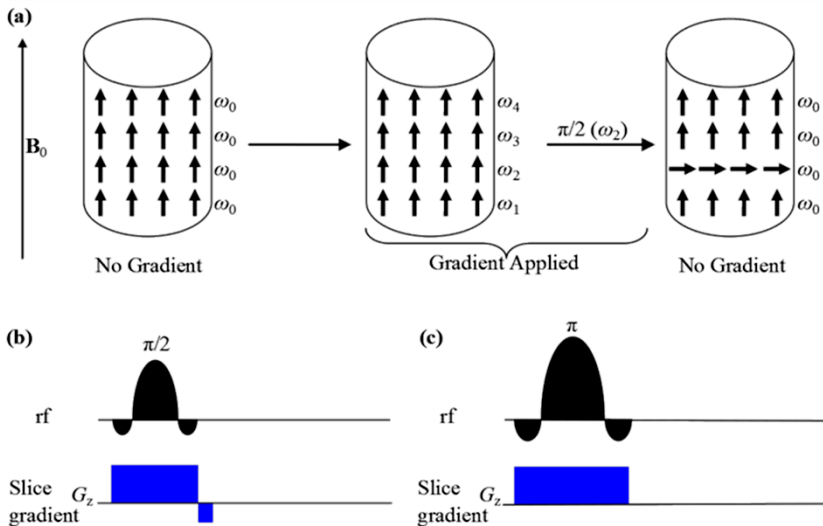 (a)
B0
ω0
ω0
ω0
ω0
No Gradient
ω4
ω3
ω2
ω1
π/2 (ω2)
Gradient Applied
ω0
ω0
ω0
ω0
No Gradient
(b)
π/2
rf
Slice
gradient
Gz
(c)
π
rf
Slice
gradient
Gz